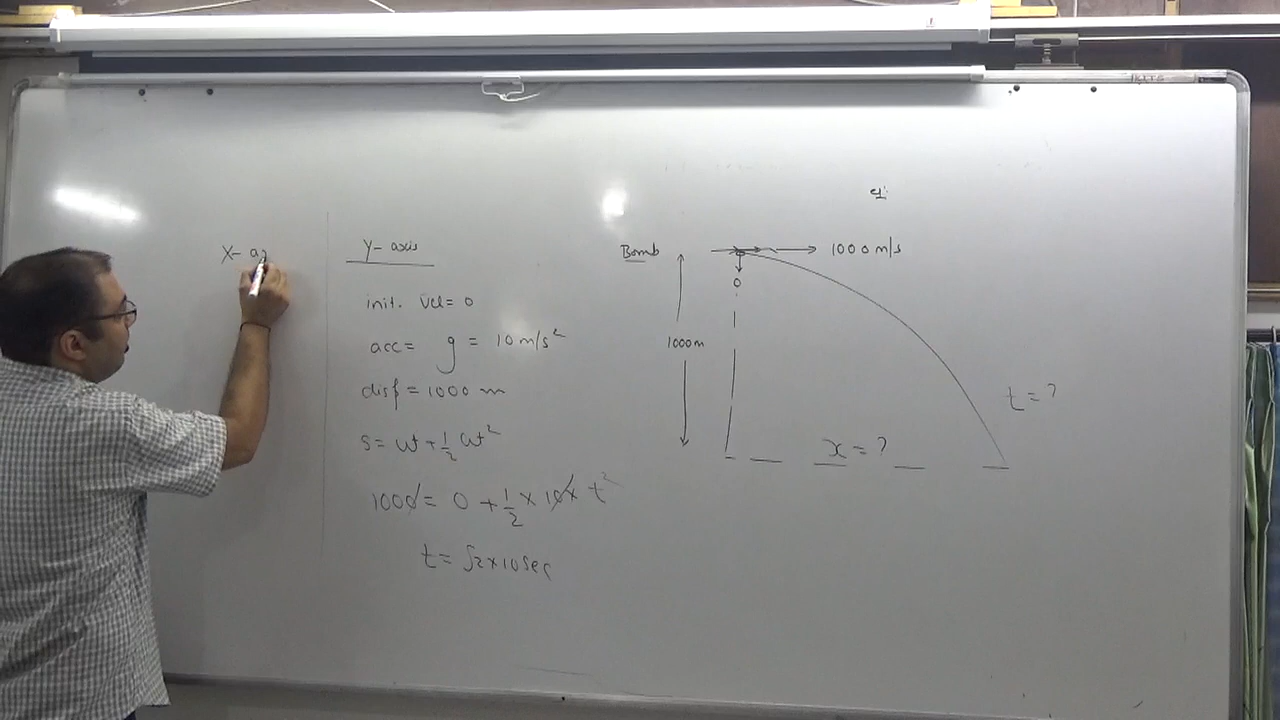 X- ax
Y- axis
init. vel= 0
acc= g = 10 m/s²
disp = 1000 m
s= ut + 1/2 at²
1000 = 0 + 1/2 × 10 × t²
t = √2 × 10 sec
Bomb
1000 m/s
0
1000m
t = ?
x = ?